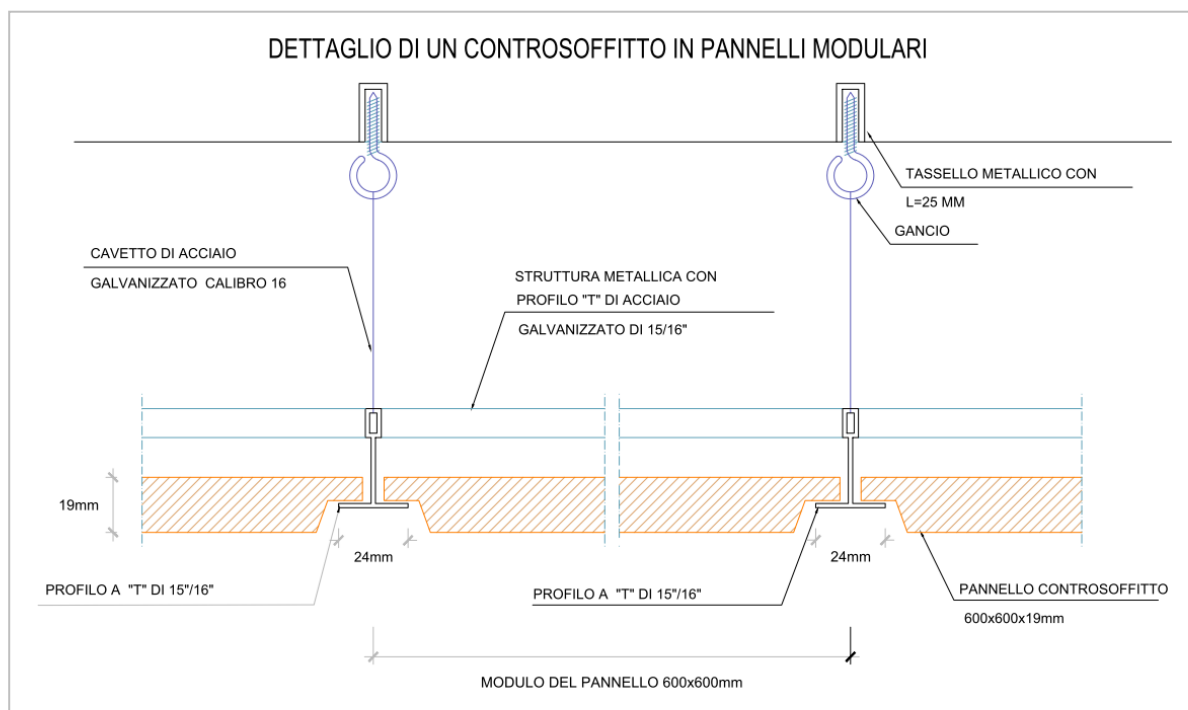 DETTAGLIO DI UN CONTROSOFFITTO IN PANNELLI MODULARI
TASSELLO METALLICO CON
L=25 MM
GANCIO
CAVETTO DI ACCIAIO
GALVANIZZATO CALIBRO 16
STRUTTURA METALLICA CON
PROFILO "T" DI ACCIAIO
GALVANIZZATO DI 15/16"
19mm
24mm
24mm
PROFILO A "T" DI 15"/16"
PROFILO A "T" DI 15"/16"
PANNELLO CONTROSOFFITTO
600x600x19mm
MODULO DEL PANNELLO 600x600mm